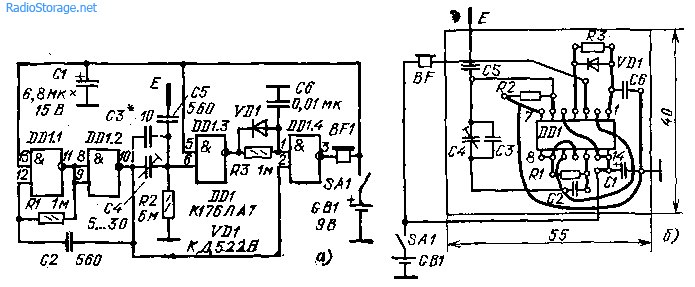 RadioStorage.net
C1
6,8мк×
15В
E
C5
560
C3*
10
C6
0,01мк
VD1
DD1.1
DD1.2
DD1.3
DD1.4
BF1
13
&
11
8
&
10
5
&
4
1
&
3
12
9
6
2
R1 1м
C4
5...30
R2
6м
R3 1м
DD1
К176ЛА7
VD1
КД522В
SA1
GB1
9В
C2 560
а)
E
R3
BF
VD1
C5
R2
C6
7
1
DD1
C4
C3
8
14
R1
C1
C2
40
SA1
55
б)
GB1